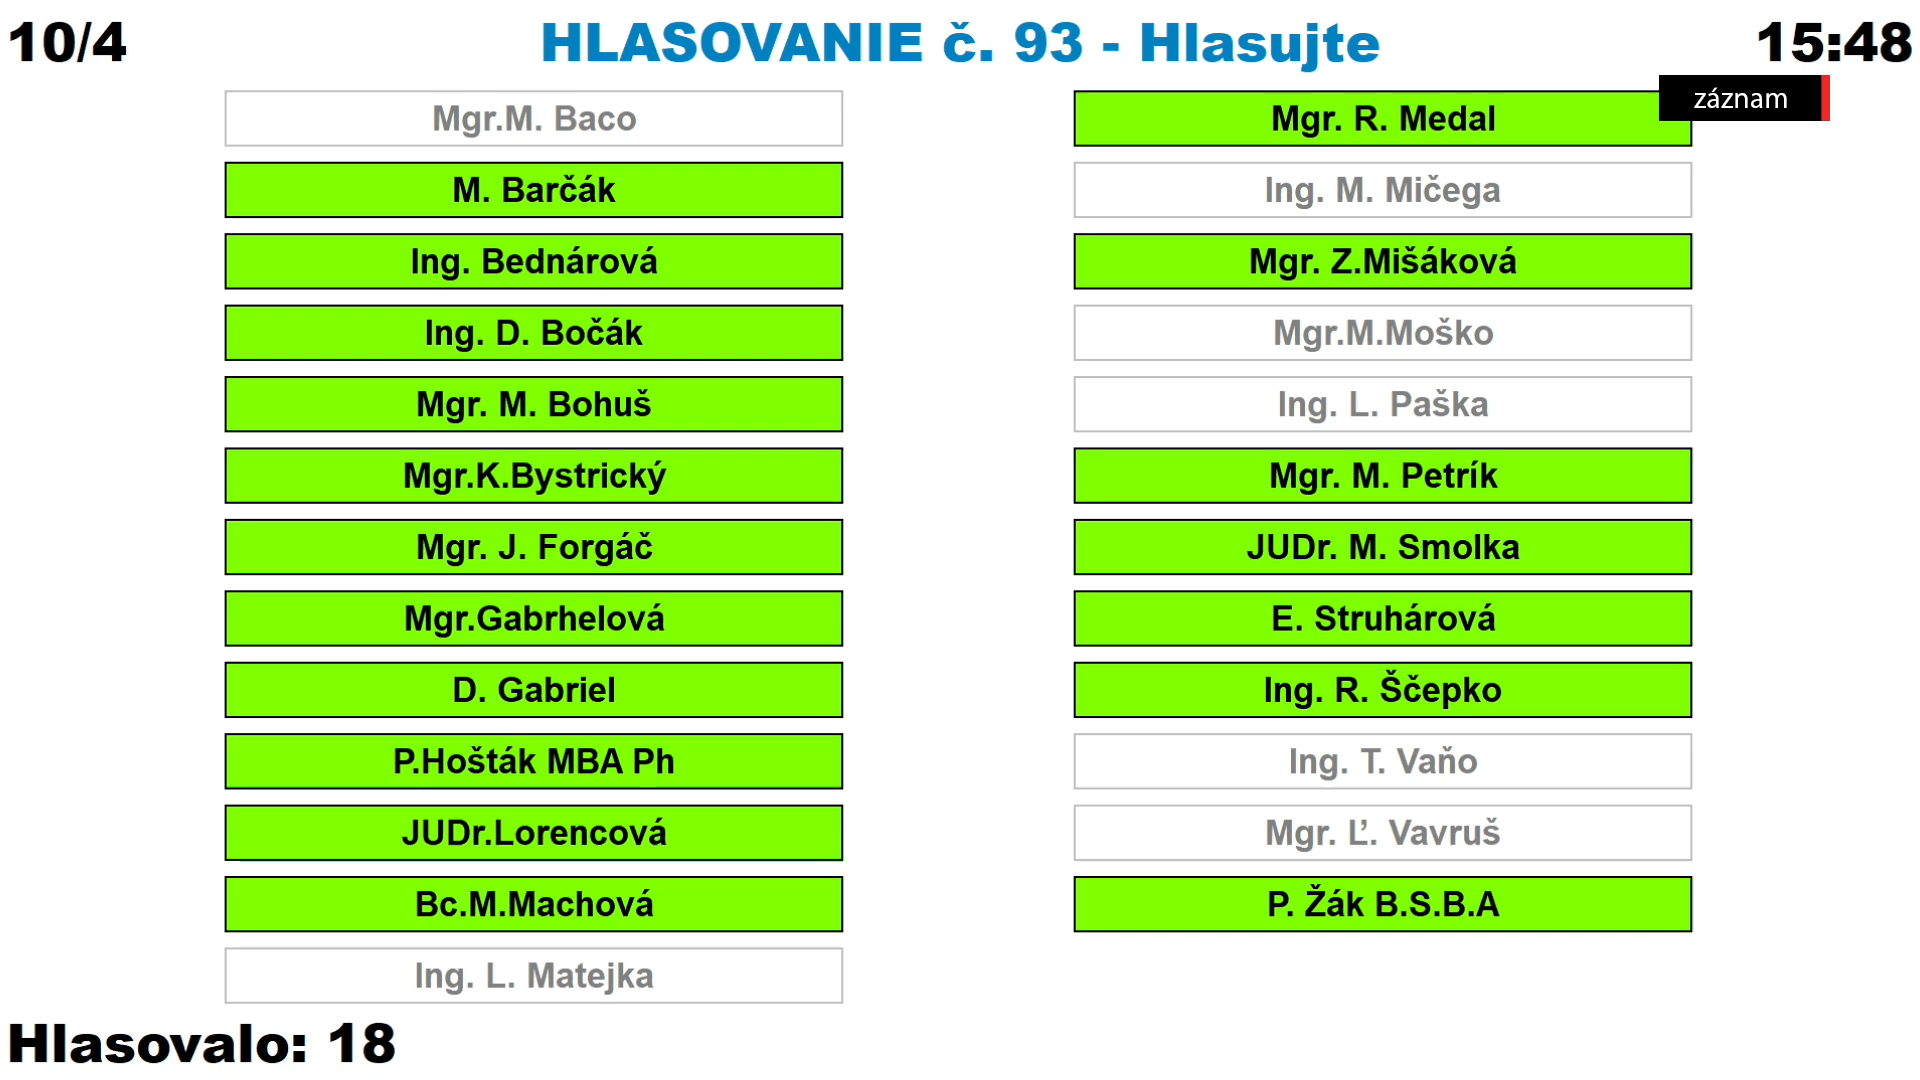 10/4
HLASOVANIE č. 93 - Hlasujte
15:48
záznam
Mgr.M. Baco
M. Barčák
Ing. Bednárová
Ing. D. Bočák
Mgr. M. Bohuš
Mgr.K.Bystrický
Mgr. J. Forgáč
Mgr.Gabrhelová
D. Gabriel
P.Hošták MBA Ph
JUDr.Lorencová
Bc.M.Machová
Ing. L. Matejka
Mgr. R. Medal
Ing. M. Mičega
Mgr. Z.Mišáková
Mgr.M.Moško
Ing. L. Paška
Mgr. M. Petrík
JUDr. M. Smolka
E. Struhárová
Ing. R. Ščepko
Ing. T. Vaňo
Mgr. Ľ. Vavruš
P. Žák B.S.B.A
Hlasovalo: 18